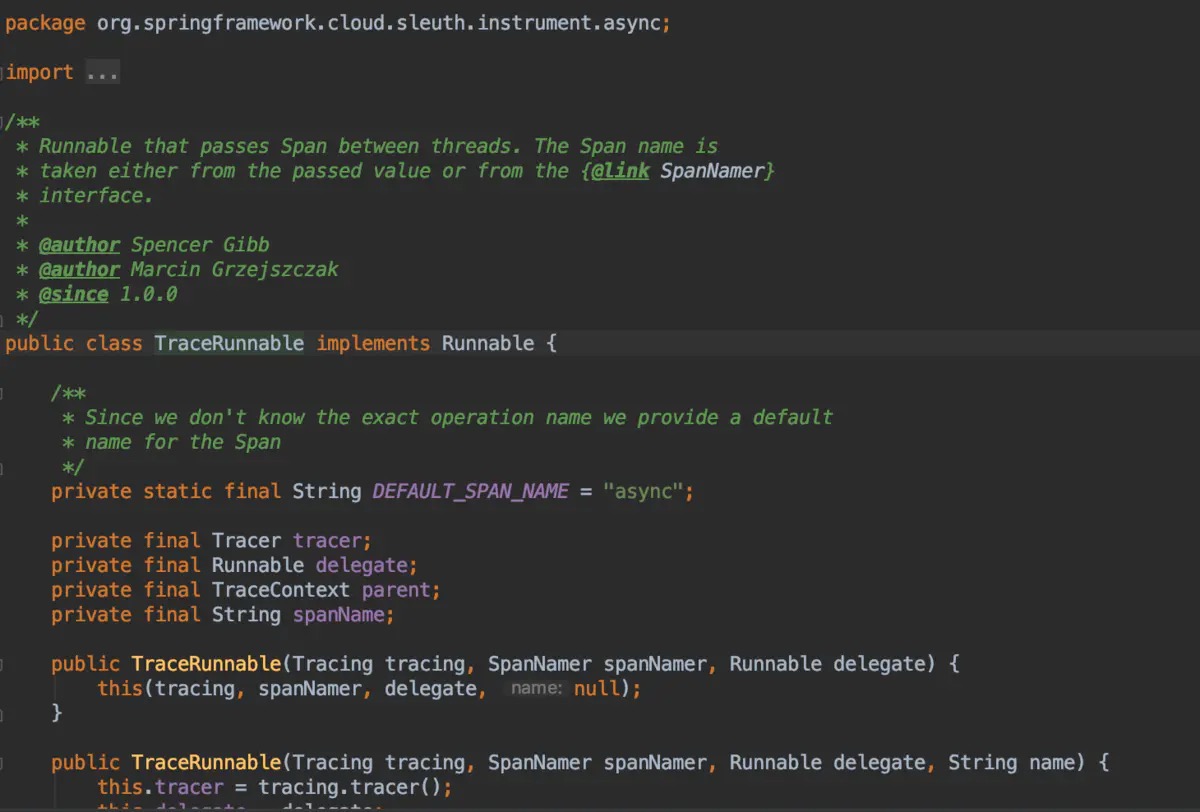 package org.springframework.cloud.sleuth.instrument.async;
import ...
/**
* Runnable that passes Span between threads. The Span name is
* taken either from the passed value or from the {@link SpanNamer}
* interface.
*
* @author Spencer Gibb
* @author Marcin Grzejszczak
* @since 1.0.0
*/
public class TraceRunnable implements Runnable {
/**
* Since we don't know the exact operation name we provide a default
* name for the Span
*/
private static final String DEFAULT_SPAN_NAME = "async";
private final Tracer tracer;
private final Runnable delegate;
private final TraceContext parent;
private final String spanName;
public TraceRunnable(Tracing tracing, SpanNamer spanNamer, Runnable delegate) {
this(tracing, spanNamer, delegate, name: null);
}
public TraceRunnable(Tracing tracing, SpanNamer spanNamer, Runnable delegate, String name) {
this.tracer = tracing.tracer();